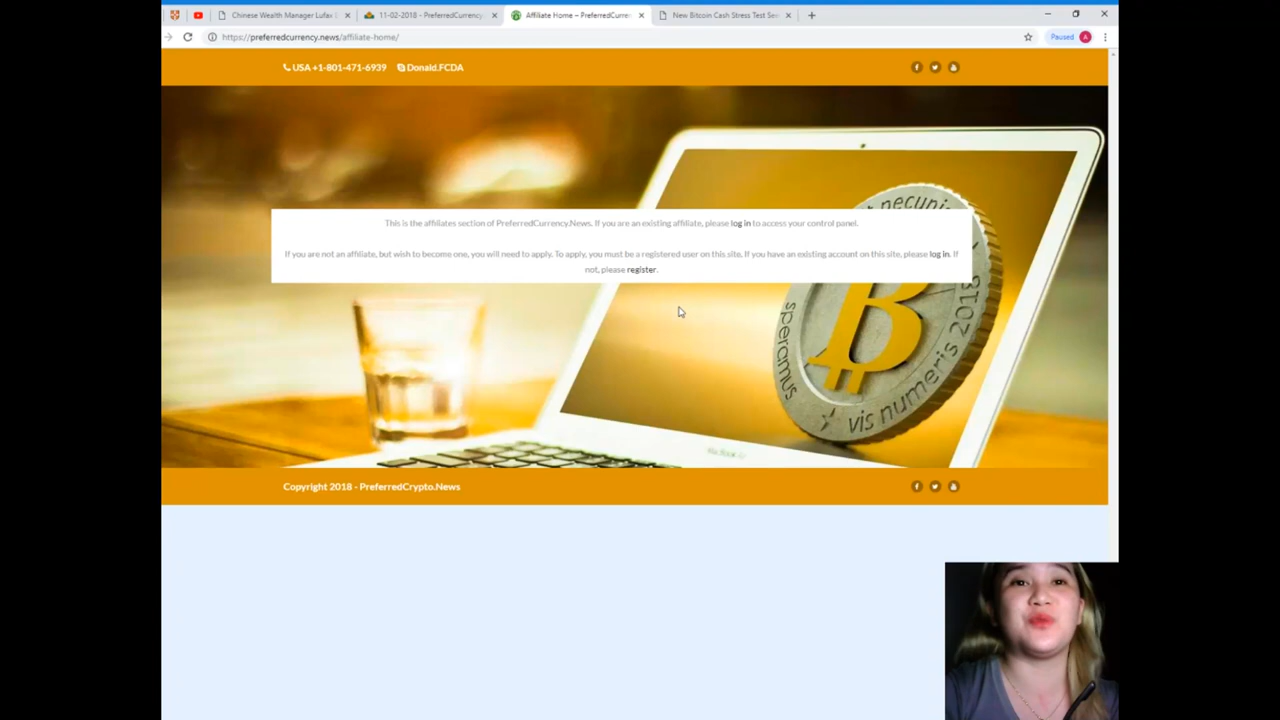 Chinese Wealth Manager Lufax
11-02-2018 - PreferredCurrency
Affiliate Home – PreferredCurren
New Bitcoin Cash Stress Test See
https://preferredcurrency.news/affiliate-home/
Paused
A
USA +1-801-471-6939
Donald.FCDA
This is the affiliates section of PreferredCurrency.News. If you are an existing affiliate, please log in to access your control panel.
If you are not an affiliate, but wish to become one, you will need to apply. To apply, you must be a registered user on this site. If you have an existing account on this site, please log in. If
not, please register.
speramus
vis numeris 2018
B
MacBook Air
Copyright 2018 - PreferredCrypto.News